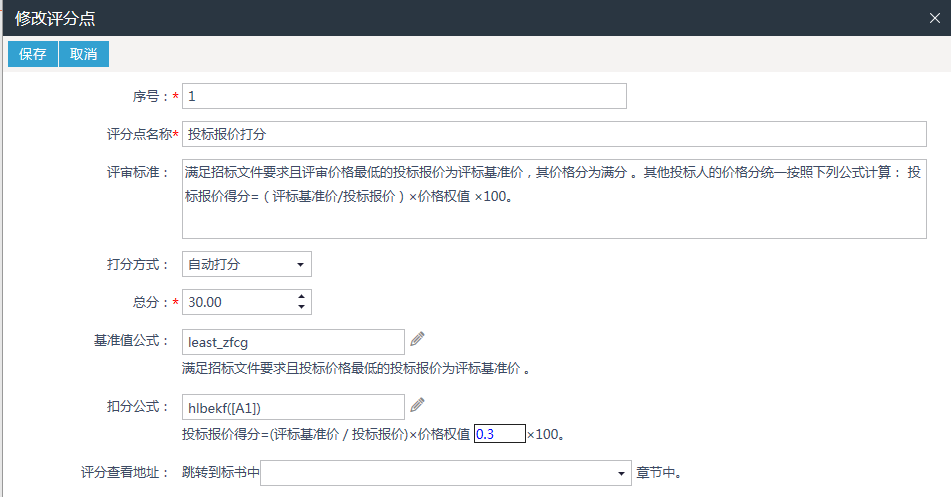 修改评分点
保存 取消
序号：* 1
评分点名称* 投标报价打分
评审标准： 满足招标文件要求且评审价格最低的投标报价为评标基准价，其价格分为满分 。其他投标人的价格分统一按照下列公式计算： 投
标报价得分=（ 评标基准价/投标报价 ）×价格权值 ×100。
打分方式： 自动打分
总分：* 30.00
基准值公式： least_zfcg
满足招标文件要求且投标价格最低的投标报价为评标基准价 。
扣分公式： hlbekf([A1])
投标报价得分=(评标基准价 / 投标报价)×价格权值 0.3 ×100。
评分查看地址： 跳转到标书中 章节中。